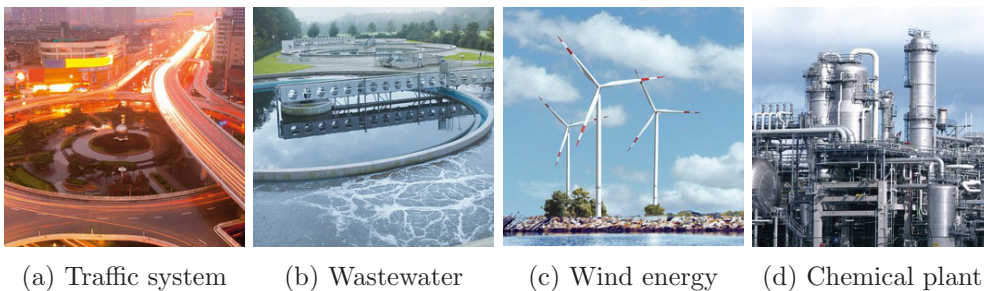 (a) Traffic system
(b) Wastewater
(c) Wind energy
(d) Chemical plant